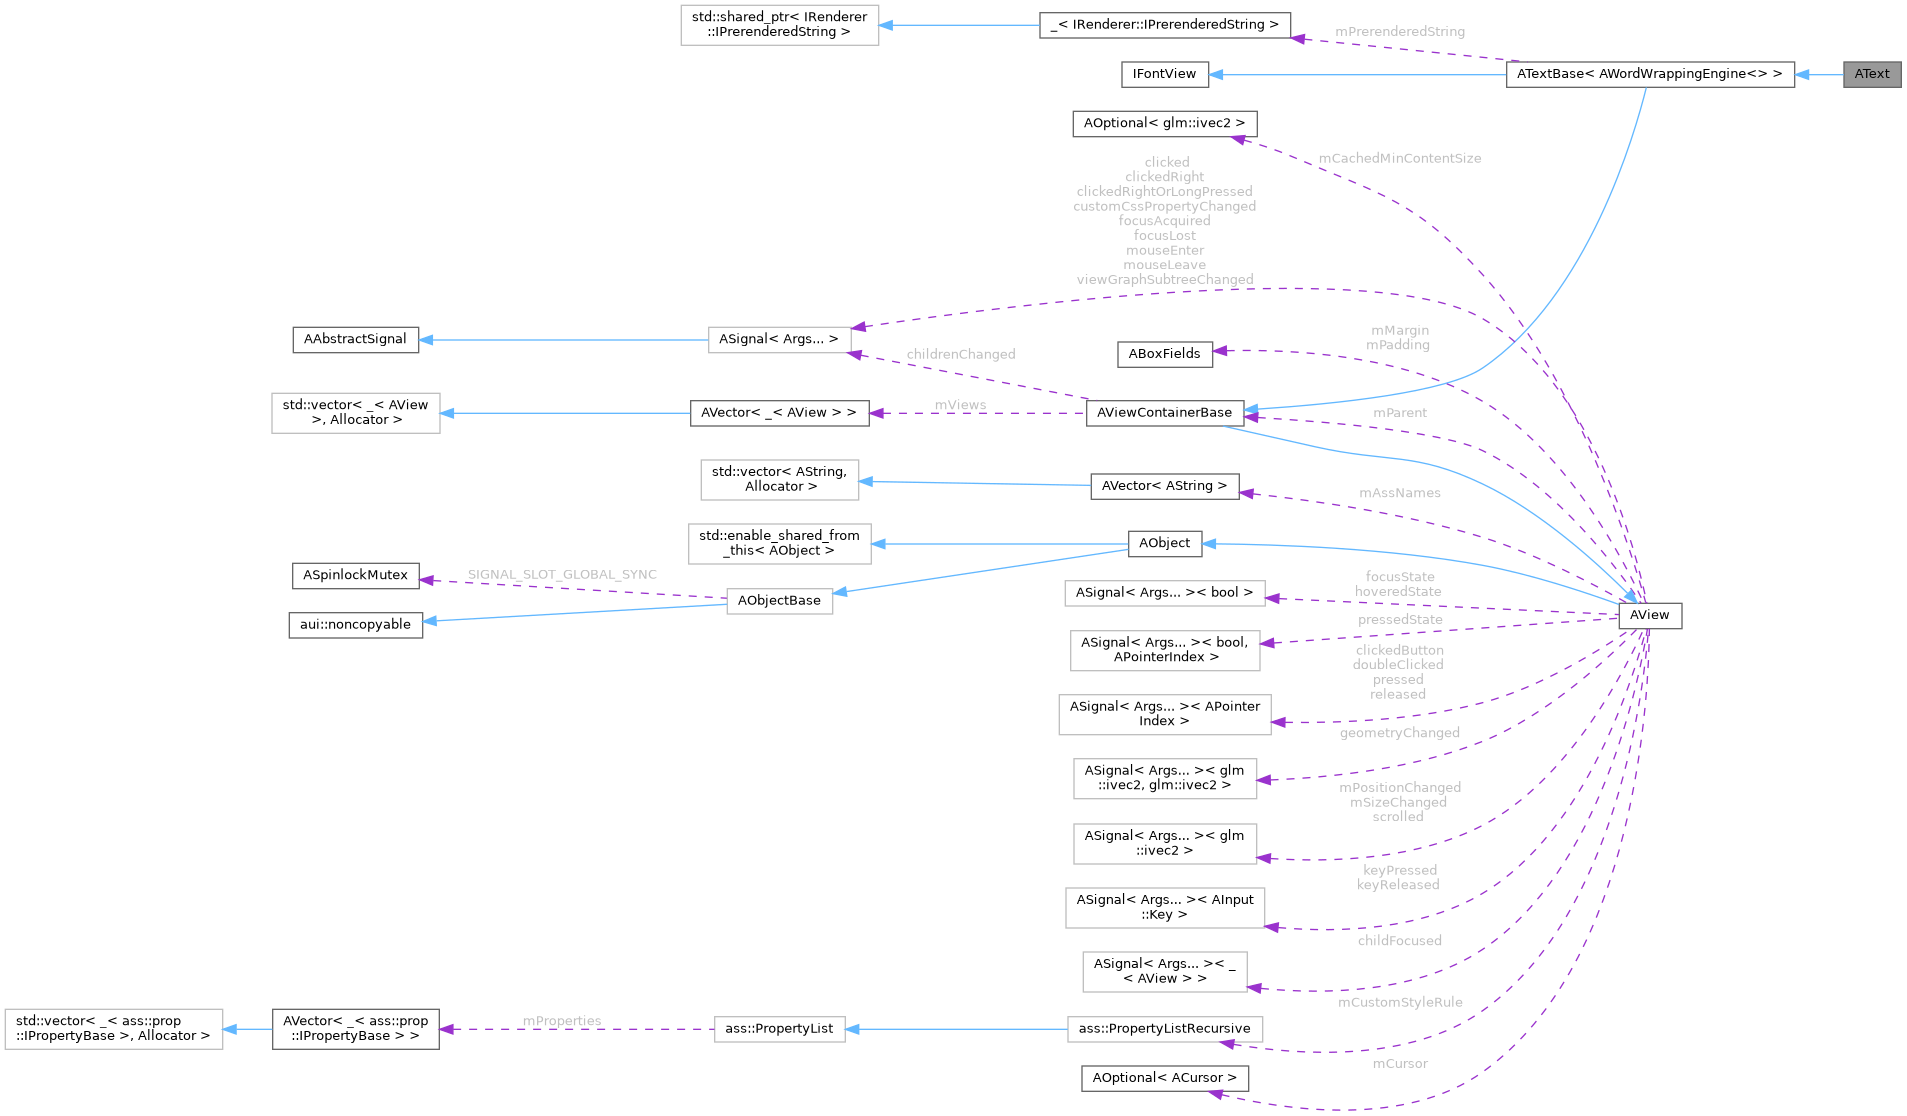 std::shared_ptr< IRenderer
::IPrerenderedString >
_< IRenderer::IPrerenderedString >
mPrerenderedString
IFontView
ATextBase< AWordWrappingEngine<> >
AText
AOptional< glm::ivec2 >
mCachedMinContentSize
clicked
clickedRight
clickedRightOrLongPressed
customCssPropertyChanged
focusAcquired
focusLost
mouseEnter
mouseLeave
viewGraphSubtreeChanged
AAbstractSignal
ASignal< Args... >
childrenChanged
ABoxFields
mMargin
mPadding
std::vector< _< AView
>, Allocator >
AVector< _< AView > >
mViews
AViewContainerBase
mParent
std::vector< AString,
Allocator >
AVector< AString >
mAssNames
std::enable_shared_from
_this< AObject >
AObject
ASpinlockMutex
SIGNAL_SLOT_GLOBAL_SYNC
AObjectBase
aui::noncopyable
ASignal< Args... >< bool >
focusState
hoveredState
AView
ASignal< Args... >< bool,
APointerIndex >
pressedState
ASignal< Args... >< APointer
Index >
clickedButton
doubleClicked
pressed
released
ASignal< Args... >< glm
::ivec2, glm::ivec2 >
geometryChanged
ASignal< Args... >< glm
::ivec2 >
mPositionChanged
mSizeChanged
scrolled
ASignal< Args... >< AInput
::Key >
keyPressed
keyReleased
ASignal< Args... >< _
< AView > >
childFocused
std::vector< _< ass::prop
::IPropertyBase >, Allocator >
AVector< _< ass::prop
::IPropertyBase > >
mProperties
ass::PropertyList
ass::PropertyListRecursive
mCustomStyleRule
AOptional< ACursor >
mCursor